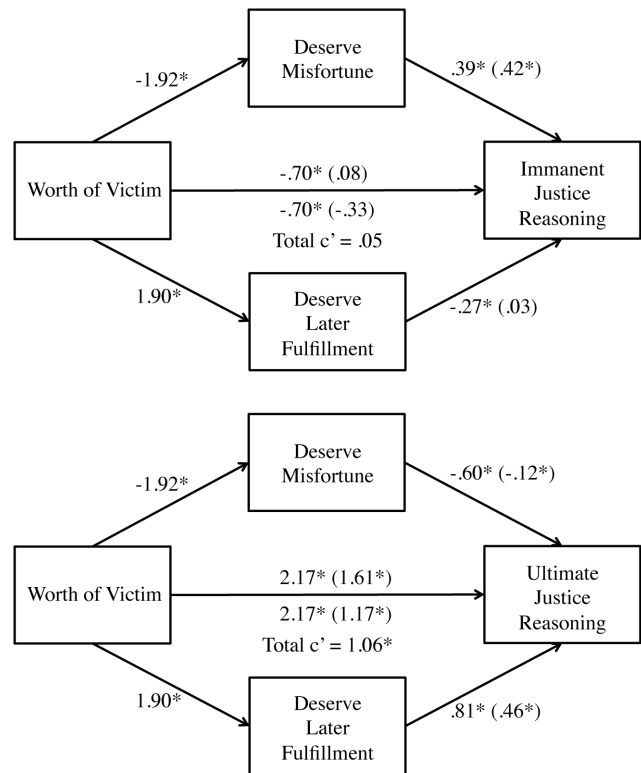 Deserve
Misfortune
-1.92*
.39* (.42*)
Worth of Victim
-.70* (.08)
-.70* (-.33)
Total c’ = .05
Immanent
Justice
Reasoning
1.90*
Deserve
Later
Fulfillment
-.27* (.03)
Deserve
Misfortune
-1.92*
-.60* (-.12*)
Worth of Victim
2.17* (1.61*)
2.17* (1.17*)
Total c’ = 1.06*
Ultimate
Justice
Reasoning
1.90*
Deserve
Later
Fulfillment
.81* (.46*)